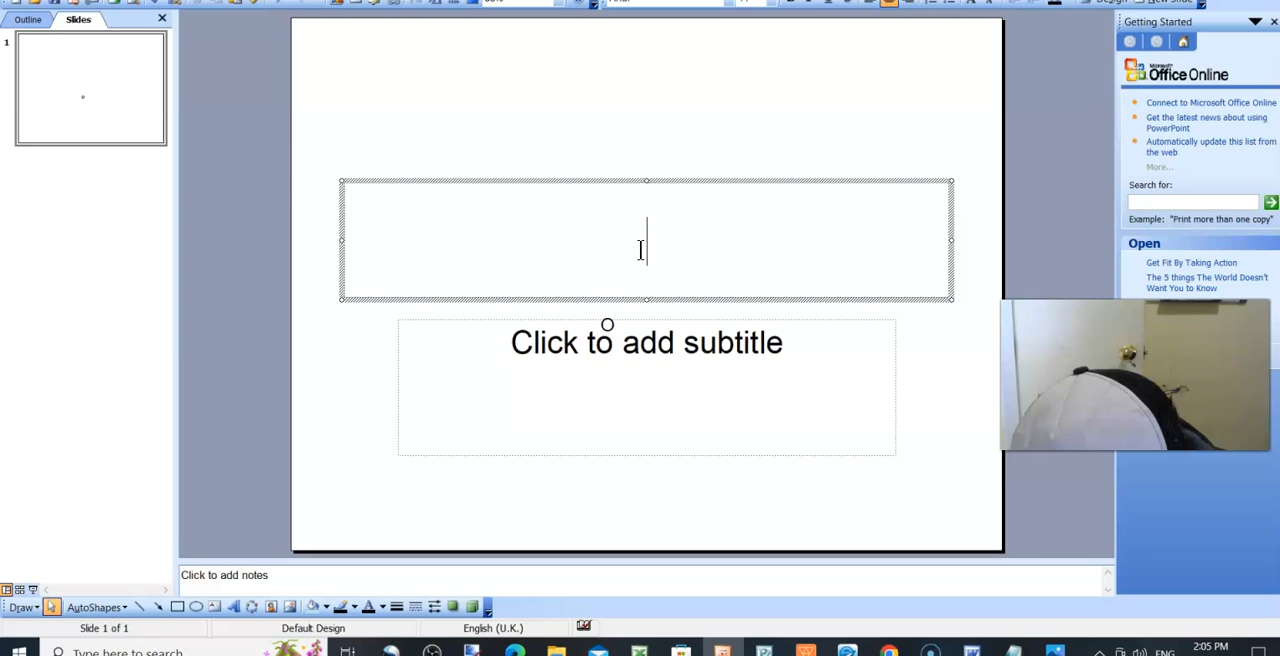 Design
New Slide
Outline
Slides
1
Getting Started
Microsoft
Office Online
Connect to Microsoft Office Online
Get the latest news about using
PowerPoint
Automatically update this list from
the web
More...
Search for:
Example: "Print more than one copy"
Open
Get Fit By Taking Action
The 5 things The World Doesn't
Want You to Know
O
Click to add subtitle
Click to add notes
Draw
AutoShapes
Slide 1 of 1
Default Design
English (U.K.)
Type here to search
ENG
2:05 PM